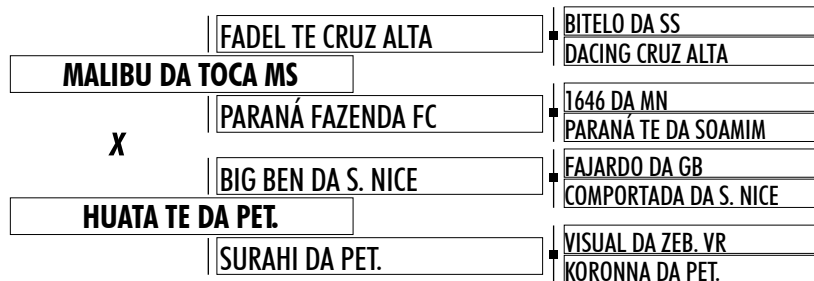 FADEL TE CRUZ ALTA
BITELO DA SS
DACING CRUZ ALTA
MALIBU DA TOCA MS
PARANÁ FAZENDA FC
1646 DA MN
PARANÁ TE DA SOAMIM
X
BIG BEN DA S. NICE
FAJARDO DA GB
COMPORTADA DA S. NICE
HUATA TE DA PET.
SURAHI DA PET.
VISUAL DA ZEB. VR
KORONNA DA PET.